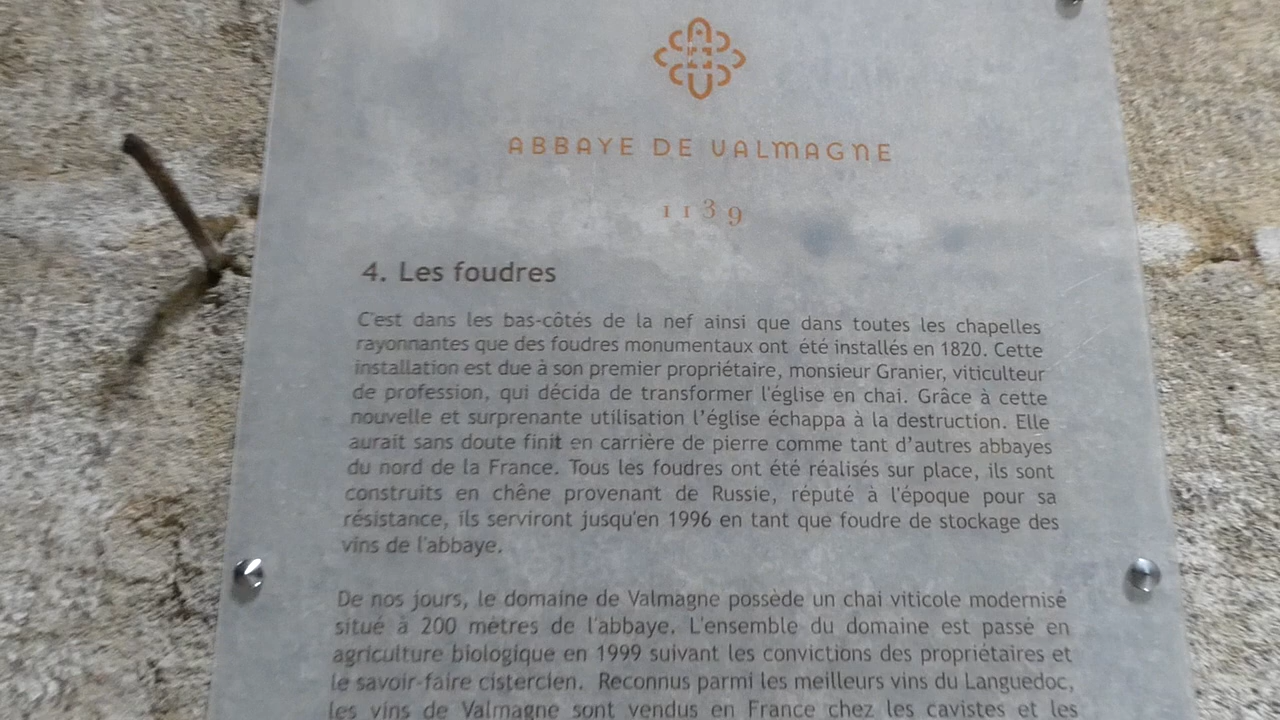 ABBAYE DE VALMAGNE
1139
4. Les foudres
C'est dans les bas-côtés de la nef ainsi que dans toutes les chapelles
rayonnantes que des foudres monumentaux ont été installés en 1820. Cette
installation est due à son premier propriétaire, monsieur Granier, viticulteur
de profession, qui décida de transformer l'église en chai. Grâce à cette
nouvelle et surprenante utilisation l'église échappa à la destruction. Elle
aurait sans doute finit en carrière de pierre comme tant d'autres abbayes
du nord de la France. Tous les foudres ont été réalisés sur place, ils sont
construits en chêne provenant de Russie, réputé à l'époque pour sa
résistance, ils serviront jusqu'en 1996 en tant que foudre de stockage des
vins de l'abbaye.
De nos jours, le domaine de Valmagne possède un chai viticole modernisé
situé à 200 mètres de l'abbaye. L'ensemble du domaine est passé en
agriculture biologique en 1999 suivant les convictions des propriétaires et
le savoir-faire cistercien. Reconnus parmi les meilleurs vins du Languedoc,
les vins de Valmagne sont vendus en France chez les cavistes et les